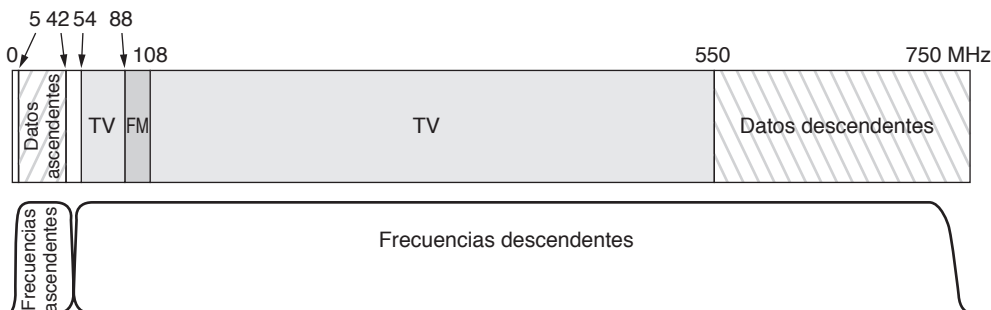 5 42 54 88
0 108 550 750 MHz
Datos ascendentes
TV FM TV Datos descendentes
Frecuencias ascendentes
Frecuencias descendentes